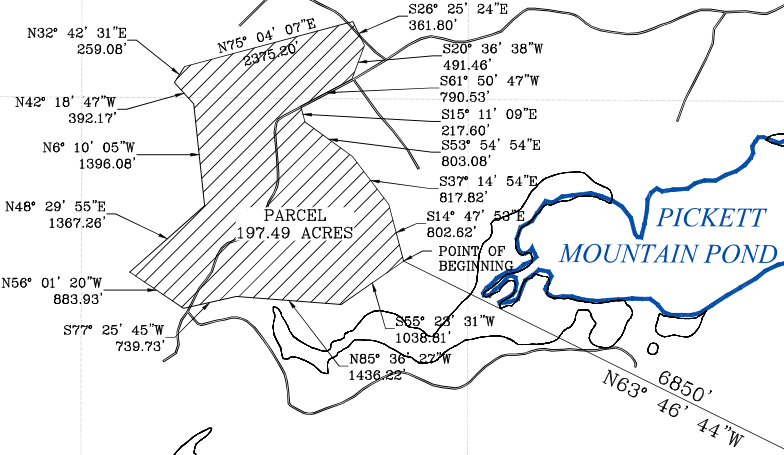 N32° 42' 31"E
259.08'
N75° 04' 07"E
2375.20'
S26° 25' 24"E
361.80'
S20° 36' 38"W
491.46'
S61° 50' 47"W
790.53'
N42° 18' 47"W
392.17'
S15° 11' 09"E
217.60'
N6° 10' 05"W
1396.08'
S53° 54' 54"E
803.08'
S37° 14' 54"E
817.82'
N48° 29' 55"E
1367.26'
PARCEL
197.49 ACRES
S14° 47' 53"E
802.62'
PICKETT
MOUNTAIN POND
POINT OF
BEGINNING
N56° 01' 20"W
883.93'
S77° 25' 45"W
739.73'
S55° 23' 31"W
1038.81'
N85° 36' 27"W
1436.22'
6850'
N63° 46' 44"W